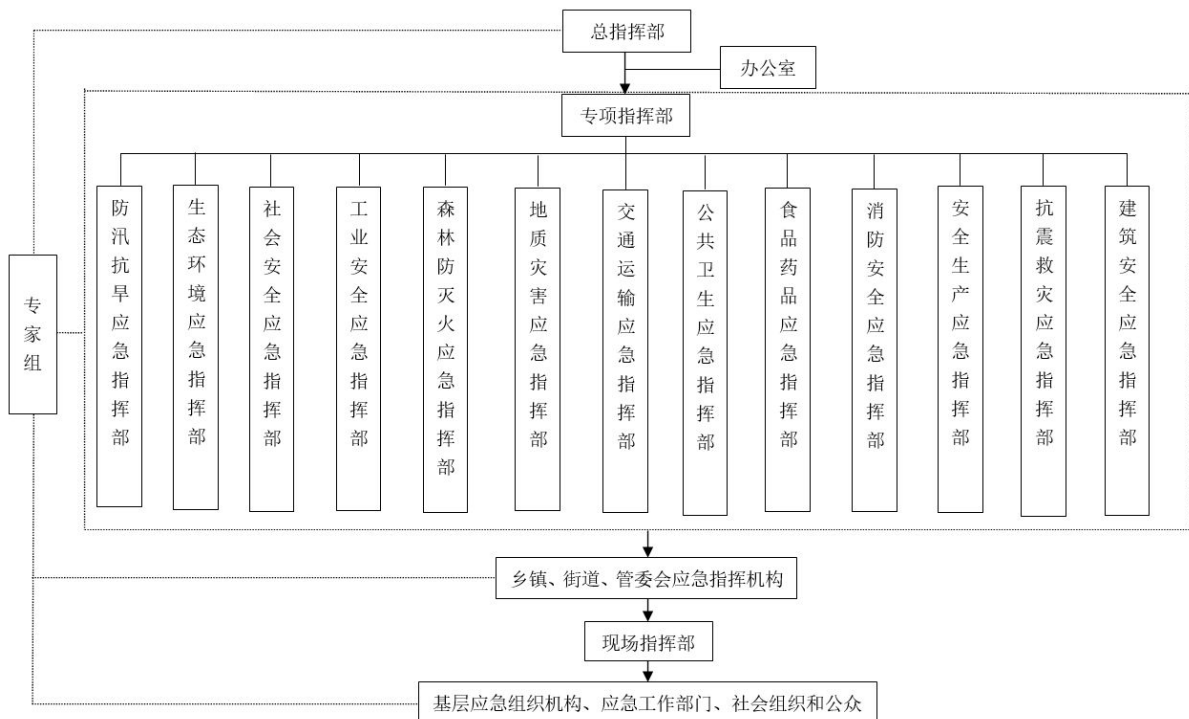 总指挥部
办公室
专项指挥部
防汛抗旱应急指挥部
生态环境应急指挥部
社会安全应急指挥部
工业安全应急指挥部
森林防灭火应急指挥部
地质灾害应急指挥部
交通运输应急指挥部
公共卫生应急指挥部
食品药品应急指挥部
消防安全应急指挥部
安全生产应急指挥部
抗震救灾应急指挥部
建筑安全应急指挥部
专家组
乡镇、街道、管委会应急指挥机构
现场指挥部
基层应急组织机构、应急工作部门、社会组织和公众